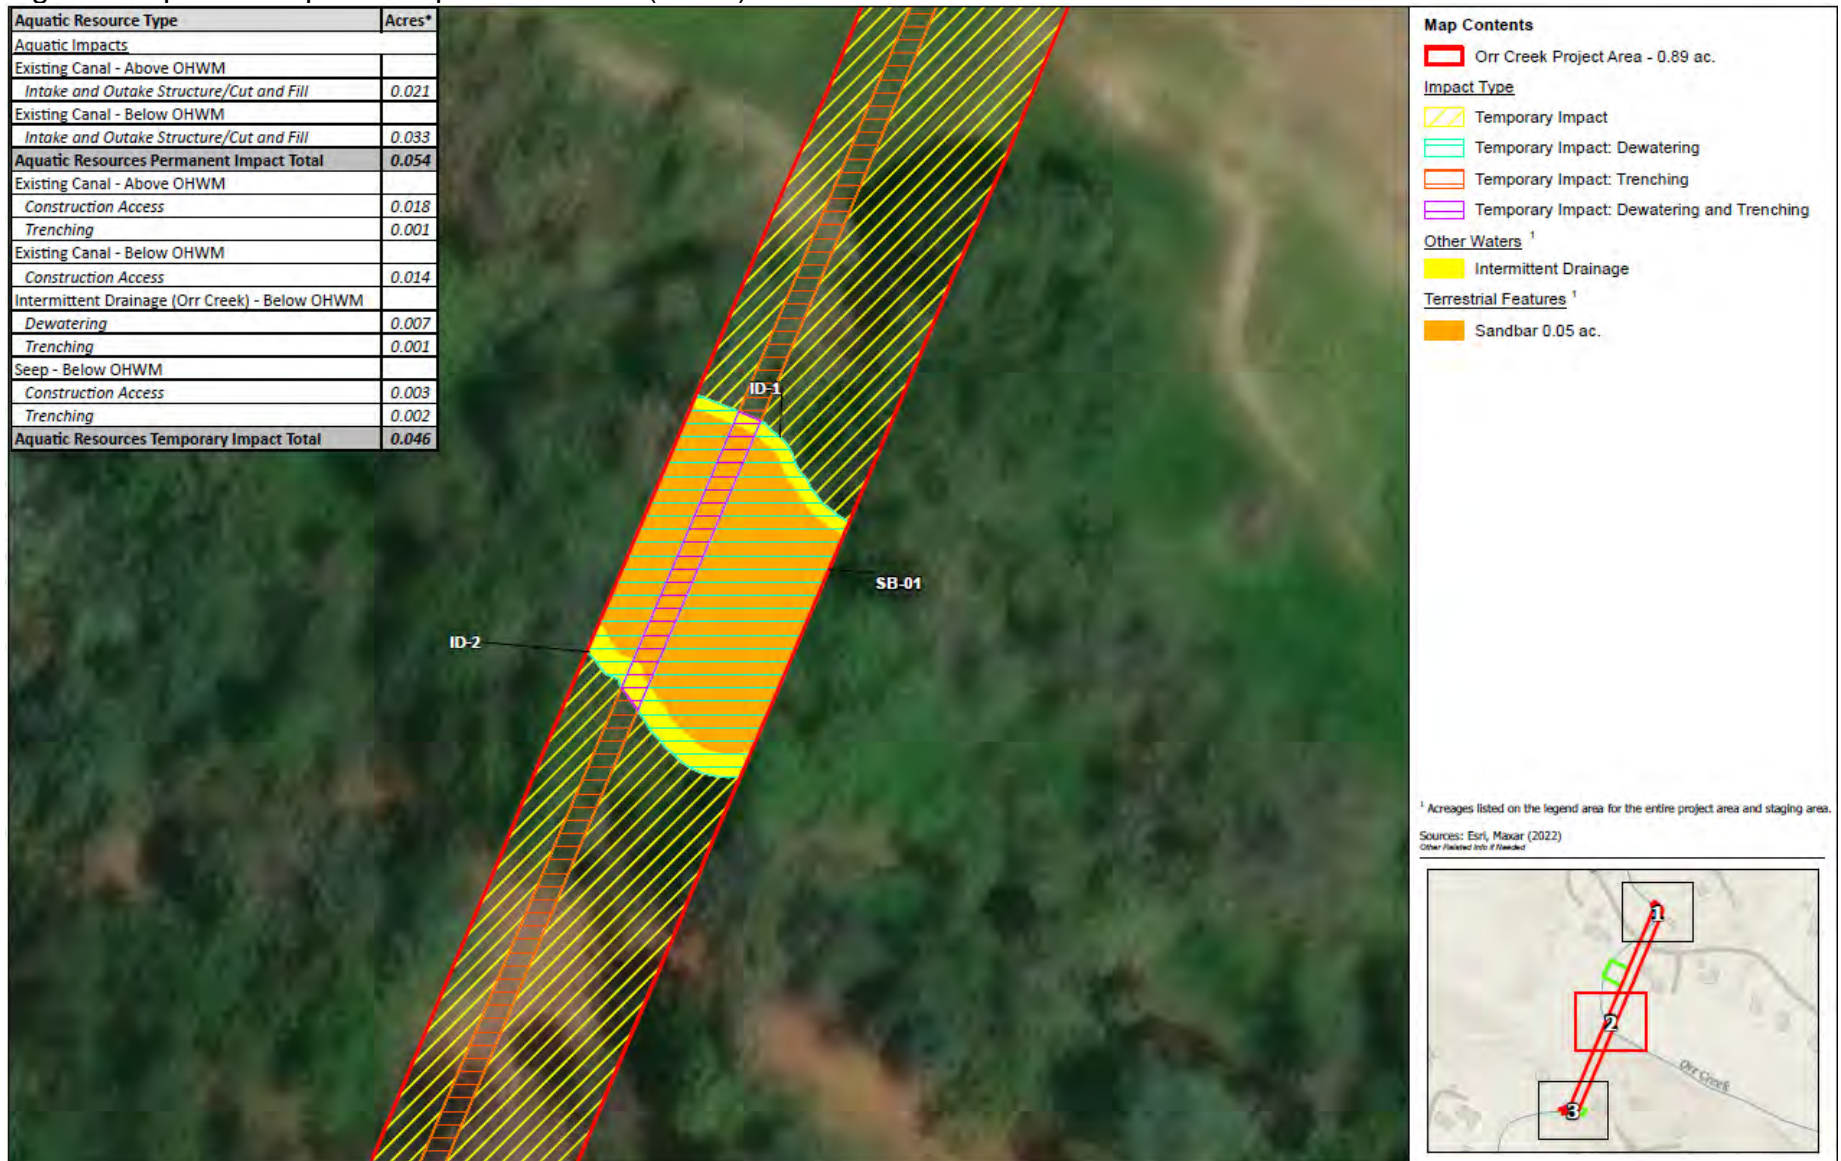 Aquatic Resource Type Acres*
Aquatic Impacts
Existing Canal - Above OHWM
Intake and Outake Structure/Cut and Fill 0.021
Existing Canal - Below OHWM
Intake and Outake Structure/Cut and Fill 0.033
Aquatic Resources Permanent Impact Total 0.054
Existing Canal - Above OHWM
Construction Access 0.018
Trenching 0.001
Existing Canal - Below OHWM
Construction Access 0.014
Intermittent Drainage (Orr Creek) - Below OHWM
Dewatering 0.007
Trenching 0.001
Seep - Below OHWM
Construction Access 0.003
Trenching 0.002
Aquatic Resources Temporary Impact Total 0.046
ID-1
SB-01
ID-2
Map Contents
Orr Creek Project Area - 0.89 ac.
Impact Type
Temporary Impact
Temporary Impact: Dewatering
Temporary Impact: Trenching
Temporary Impact: Dewatering and Trenching
Other Waters 1
Intermittent Drainage
Terrestrial Features 1
Sandbar 0.05 ac.
1 Acreages listed on the legend area for the entire project area and staging area.
Sources: Esri, Maxar (2022)
Other Related Info if Needed
1
2
Orr Creek
3